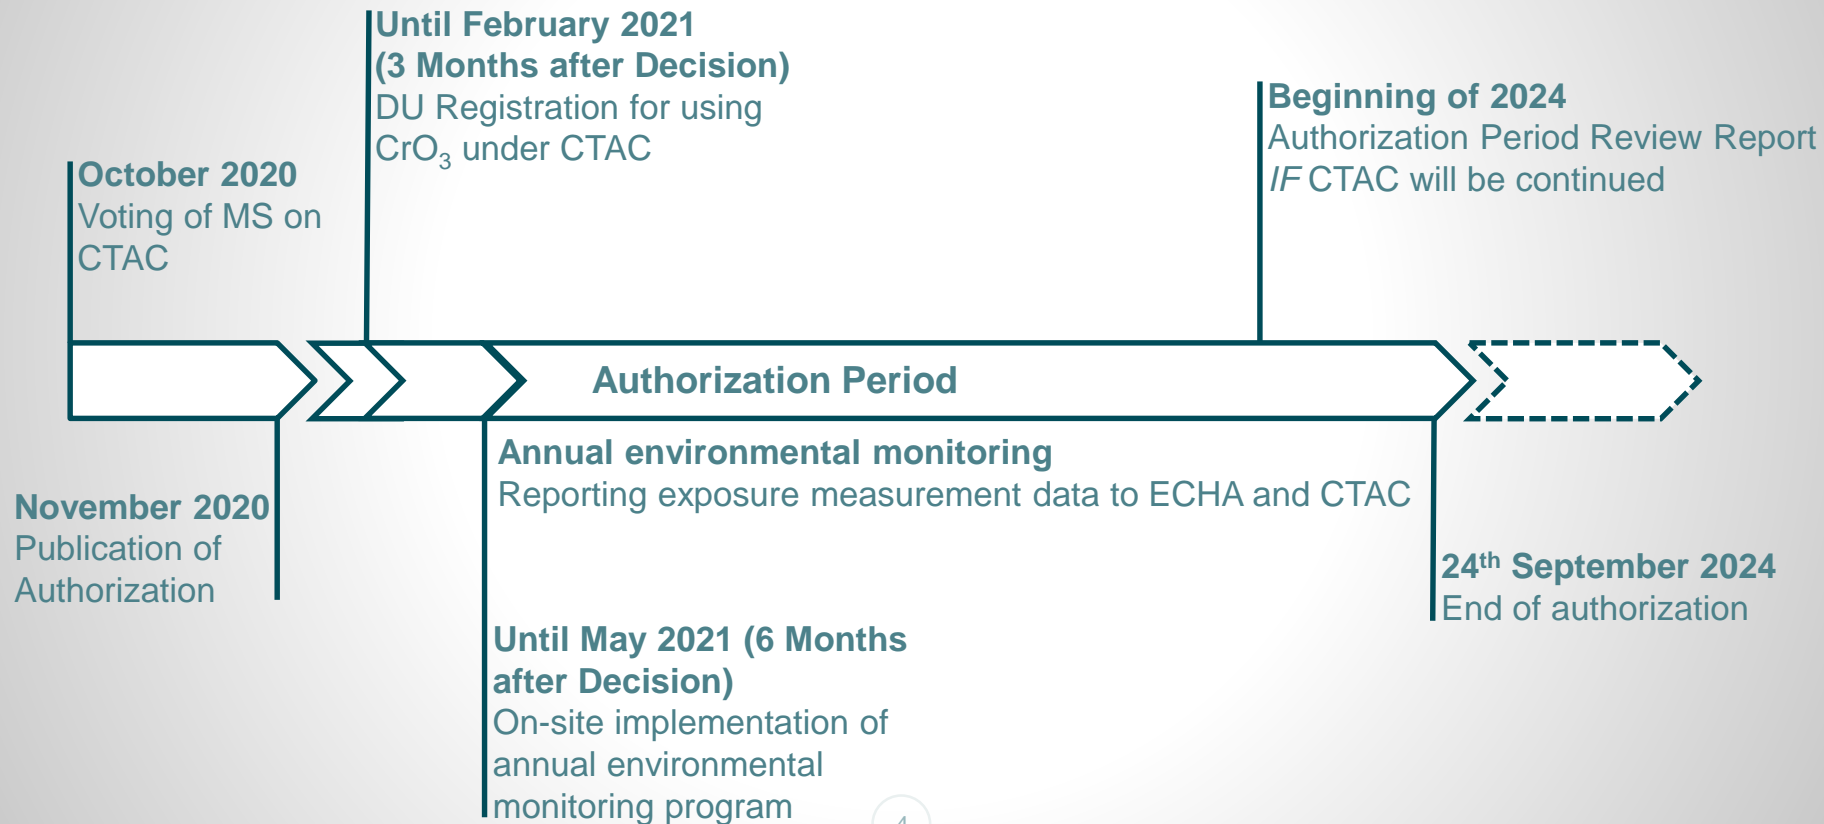 Until February 2021
(3 Months after Decision)
DU Registration for using
CrO₃ under CTAC
Beginning of 2024
Authorization Period Review Report
IF CTAC will be continued
October 2020
Voting of MS on
CTAC
Authorization Period
Annual environmental monitoring
Reporting exposure measurement data to ECHA and CTAC
November 2020
Publication of
Authorization
24th September 2024
End of authorization
Until May 2021 (6 Months
after Decision)
On-site implementation of
annual environmental
monitoring program
4